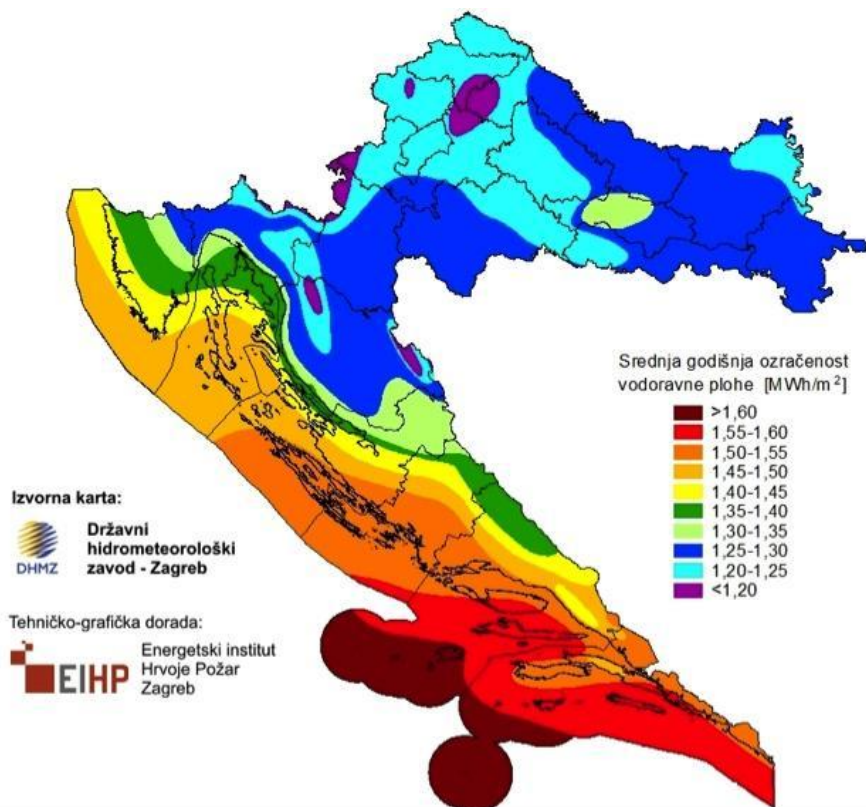 Srednja godišnja ozračenost
vodoravne plohe [MWh/m²]
>1,60
1,55-1,60
1,50-1,55
1,45-1,50
1,40-1,45
1,35-1,40
1,30-1,35
1,25-1,30
1,20-1,25
<1,20
Izvorna karta:
DHMZ
Državni
hidrometeorološki
zavod - Zagreb
Tehničko-grafička dorada:
EIHP
Energetski institut
Hrvoje Požar
Zagreb